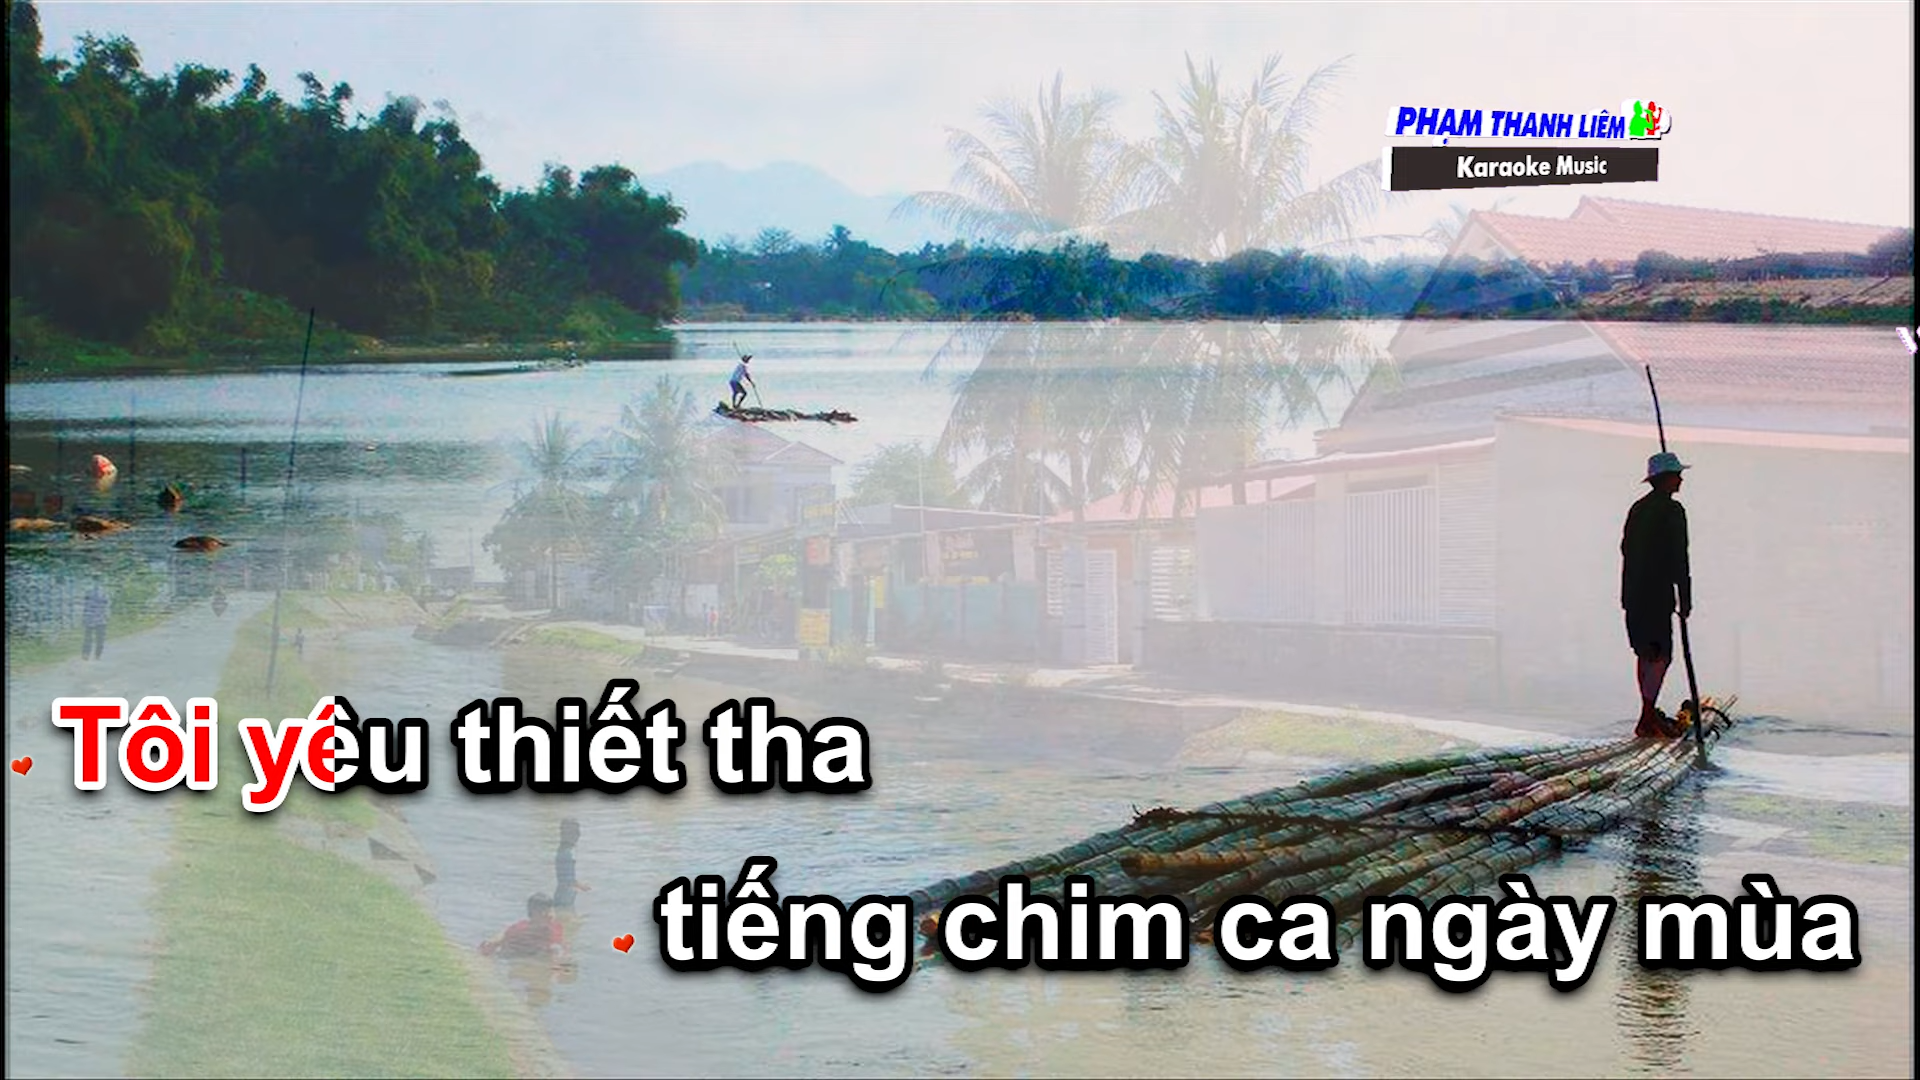 PHẠM THANH LIÊM
Karaoke Music
Tôi yêu thiết tha
tiếng chim ca ngày mùa